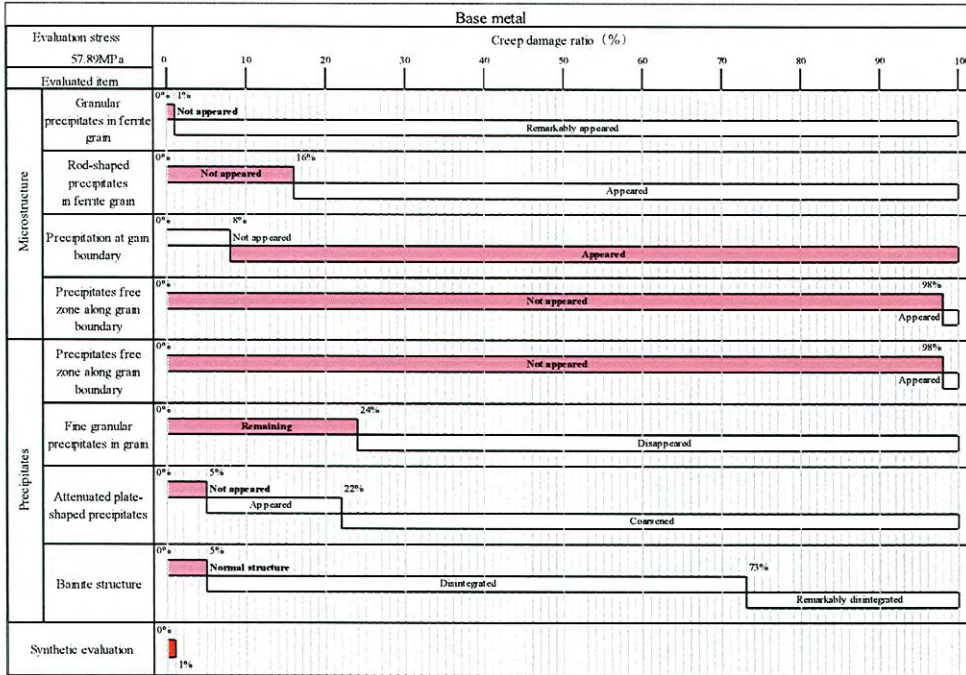 Base metal
Evaluation stress
Creep damage ratio (%)
57.89MPa
0 10 20 30 40 50 60 70 80 90 100
Evaluated item
Microstructure
Granular
precipitates in ferrite
grain
0% 1%
Not appeared
Remarkably appeared
Rod-shaped
precipitates
in ferrite grain
0% 16%
Not appeared
Appeared
Precipitation at gain
boundary
0% 8%
Not appeared
Appeared
Precipitates free
zone along grain
boundary
0% 98%
Not appeared
Appeared
Precipitates
Precipitates free
zone along grain
boundary
0% 98%
Not appeared
Appeared
Fine granular
precipitates in grain
0% 24%
Remaining
Disappeared
Attenuated plate-
shaped precipitates
0% 5% 22%
Not appeared
Appeared
Coarsened
Bainite structure
0% 5% 73%
Normal structure
Disintegrated
Remarkably disintegrated
Synthetic evaluation
0%
1%